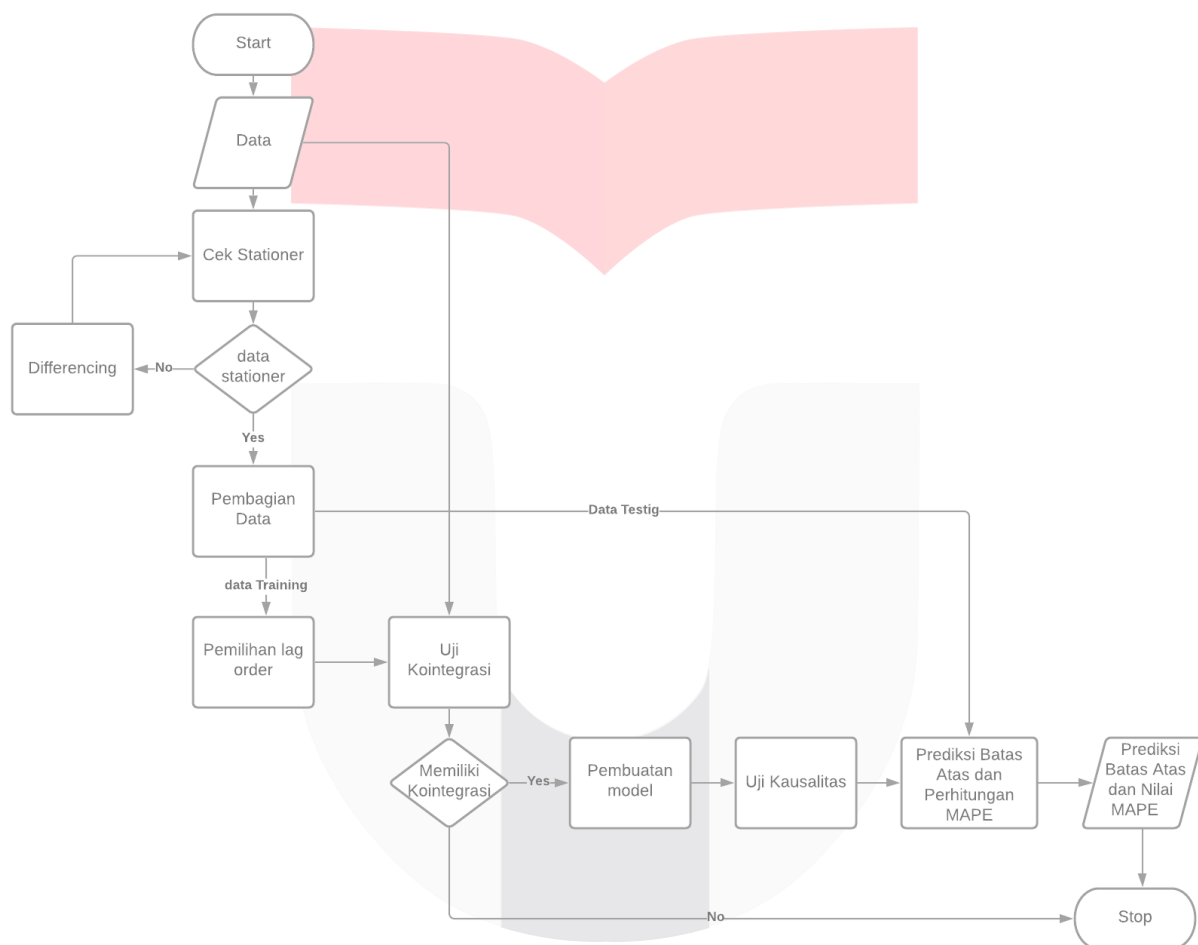 Start
Data
Cek Stationer
Differencing
No
data
stationer
Yes
Pembagian
Data
Data Testig
data Training
Pemilihan lag
order
Uji
Kointegrasi
Memiliki
Kointegrasi
Yes
Pembuatan
model
Uji Kausalitas
Prediksi Batas
Atas dan
Perhitungan
MAPE
Prediksi
Batas Atas
dan Nilai
MAPE
No
Stop